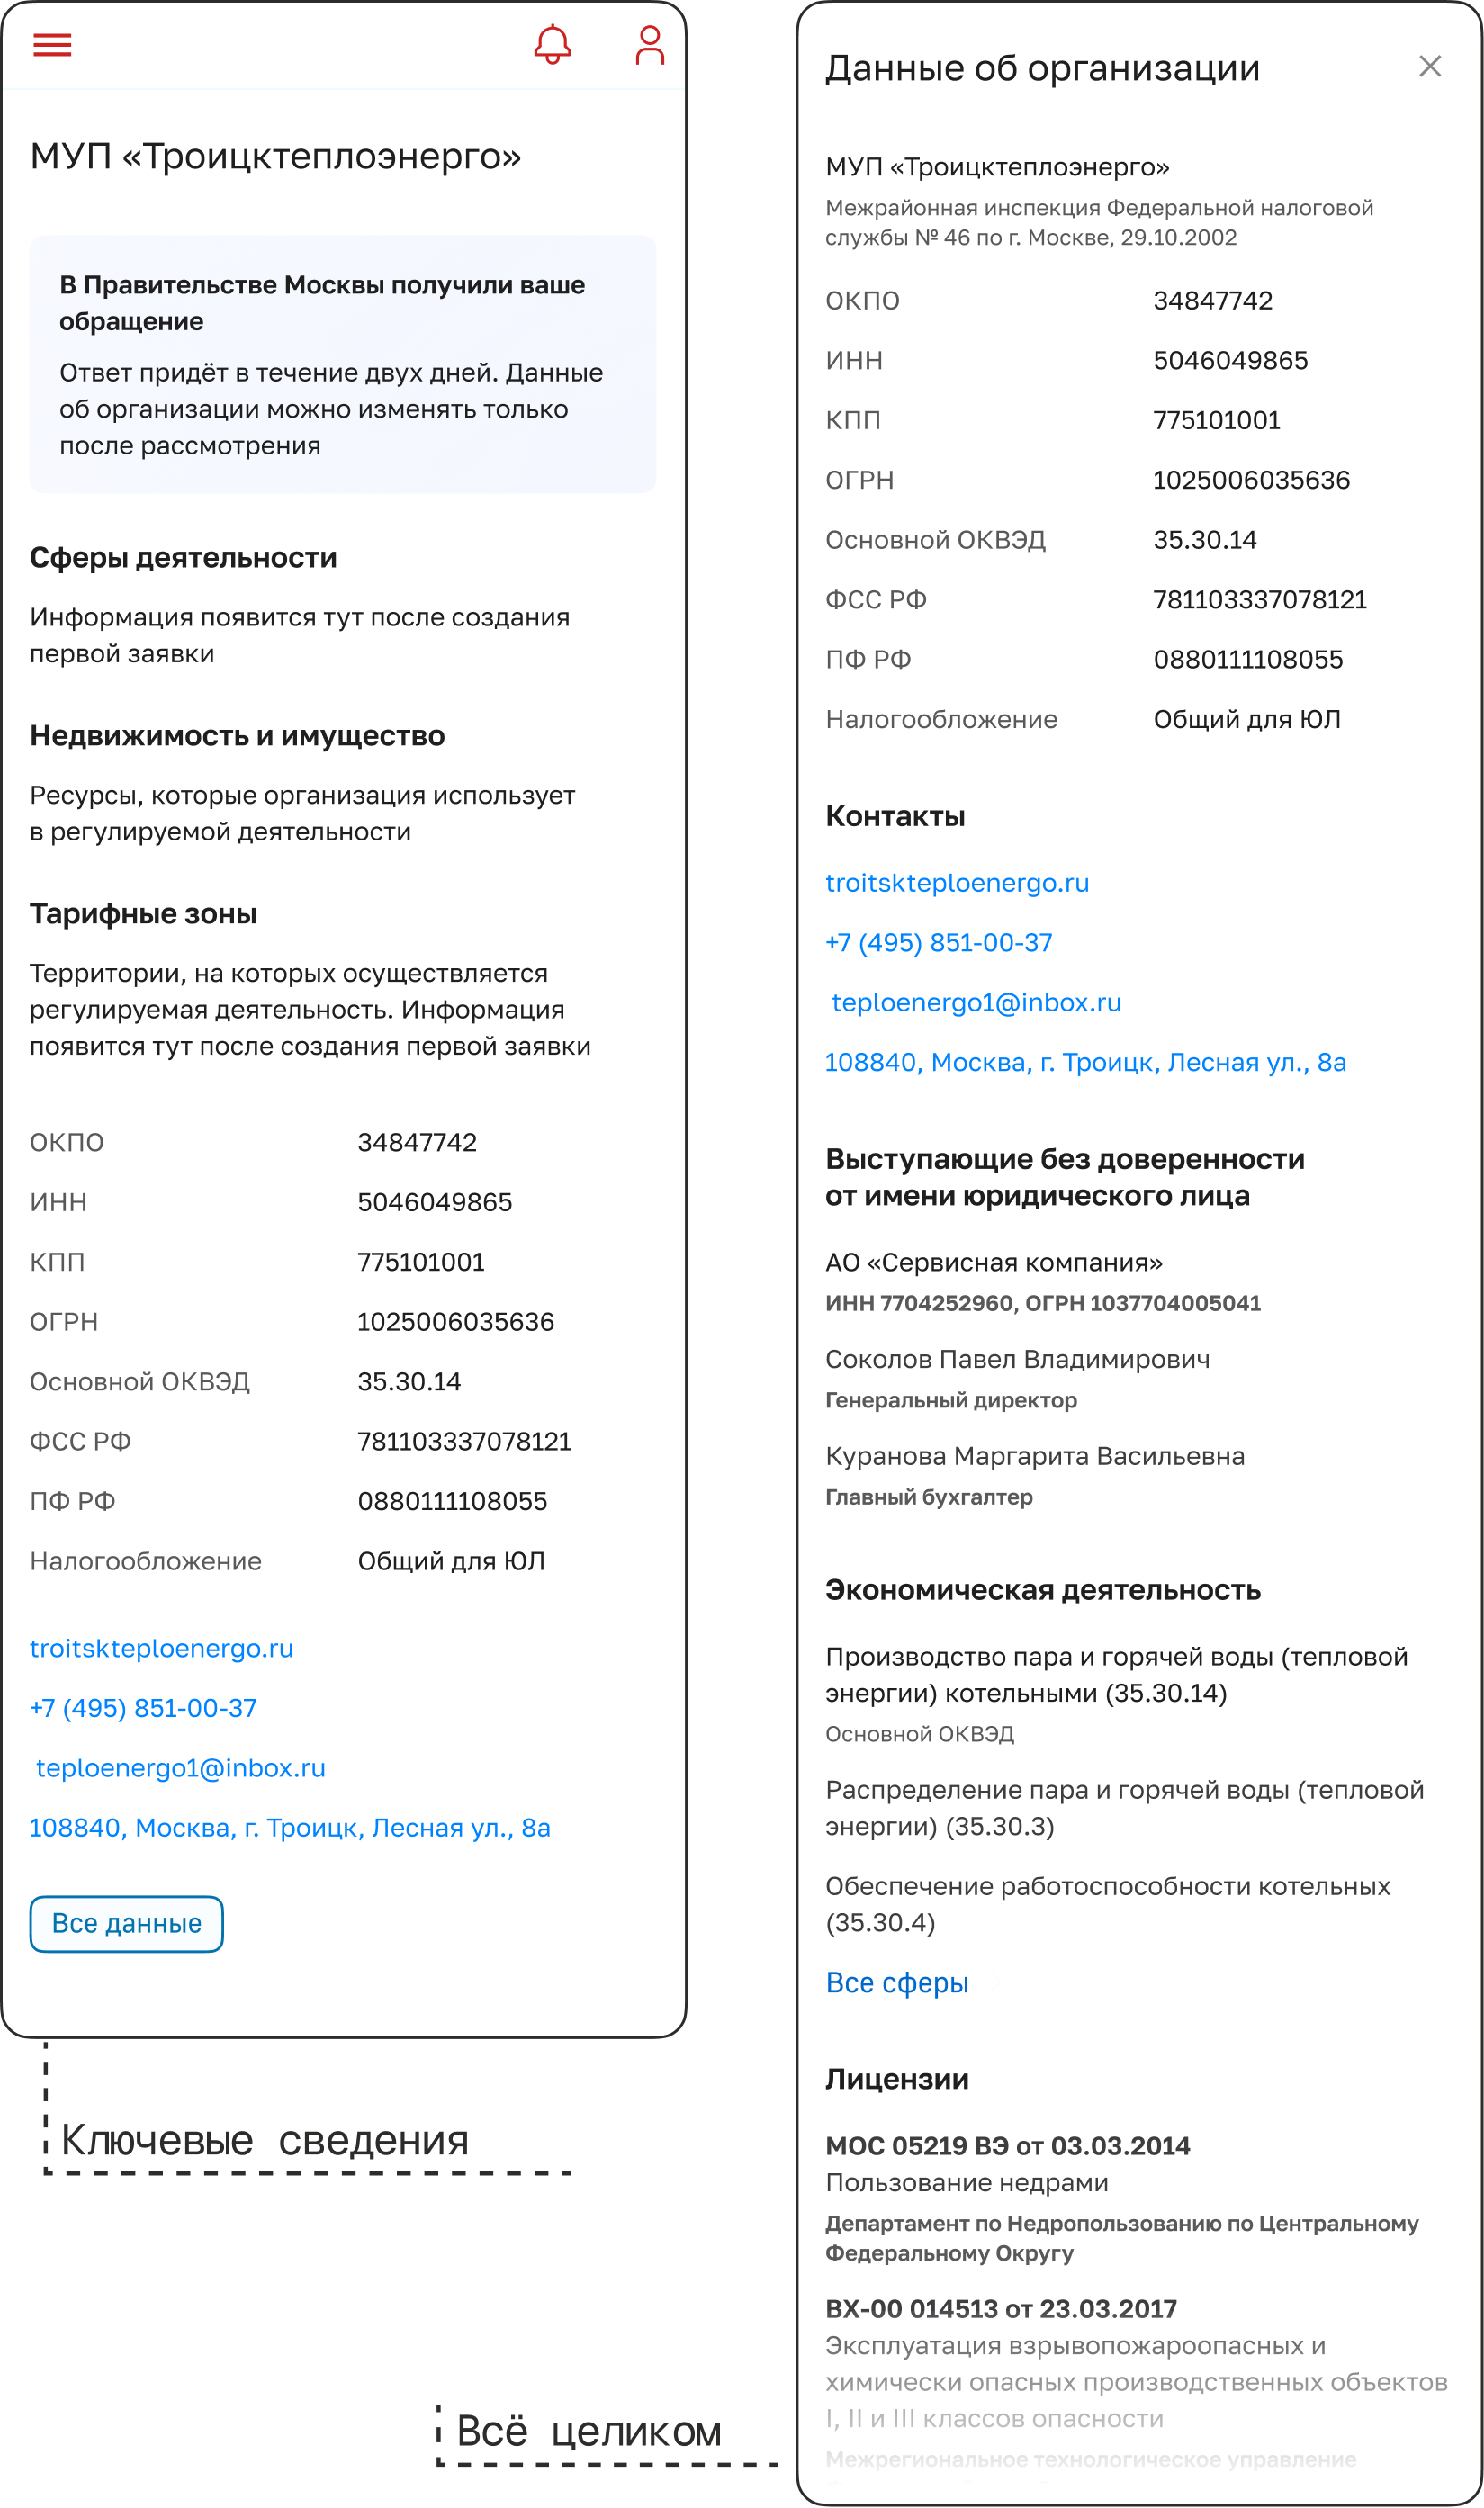 МУП «Троицктеплоэнерго»
В Правительстве Москвы получили ваше
обращение
Ответ придёт в течение двух дней. Данные
об организации можно изменять только
после рассмотрения
Сферы деятельности
Информация появится тут после создания
первой заявки
Недвижимость и имущество
Ресурсы, которые организация использует
в регулируемой деятельности
Тарифные зоны
Территории, на которых осуществляется
регулируемая деятельность. Информация
появится тут после создания первой заявки
ОКПО 34847742
ИНН 5046049865
КПП 775101001
ОГРН 1025006035636
Основной ОКВЭД 35.30.14
ФСС РФ 781103337078121
ПФ РФ 0880111108055
Налогообложение Общий для ЮЛ
troitskteploenergo.ru
+7 (495) 851-00-37
teploenergo1@inbox.ru
108840, Москва, г. Троицк, Лесная ул., 8а
Все данные
Ключевые сведения
Данные об организации
МУП «Троицктеплоэнерго»
Межрайонная инспекция Федеральной налоговой
службы № 46 по г. Москве, 29.10.2002
ОКПО 34847742
ИНН 5046049865
КПП 775101001
ОГРН 1025006035636
Основной ОКВЭД 35.30.14
ФСС РФ 781103337078121
ПФ РФ 0880111108055
Налогообложение Общий для ЮЛ
Контакты
troitskteploenergo.ru
+7 (495) 851-00-37
teploenergo1@inbox.ru
108840, Москва, г. Троицк, Лесная ул., 8а
Выступающие без доверенности
от имени юридического лица
АО «Сервисная компания»
ИНН 7704252960, ОГРН 1037704005041
Соколов Павел Владимирович
Генеральный директор
Куранова Маргарита Васильевна
Главный бухгалтер
Экономическая деятельность
Производство пара и горячей воды (тепловой
энергии) котельными (35.30.14)
Основной ОКВЭД
Распределение пара и горячей воды (тепловой
энергии) (35.30.3)
Обеспечение работоспособности котельных
(35.30.4)
Все сферы
Лицензии
МОС 05219 ВЭ от 03.03.2014
Пользование недрами
Департамент по Недропользованию по Центральному
Федеральному Округу
ВХ-00 014513 от 23.03.2017
Эксплуатация взрывопожароопасных и
химически опасных производственных объектов
I, II и III классов опасности
Межрегиональное технологическое управление
Всё целиком